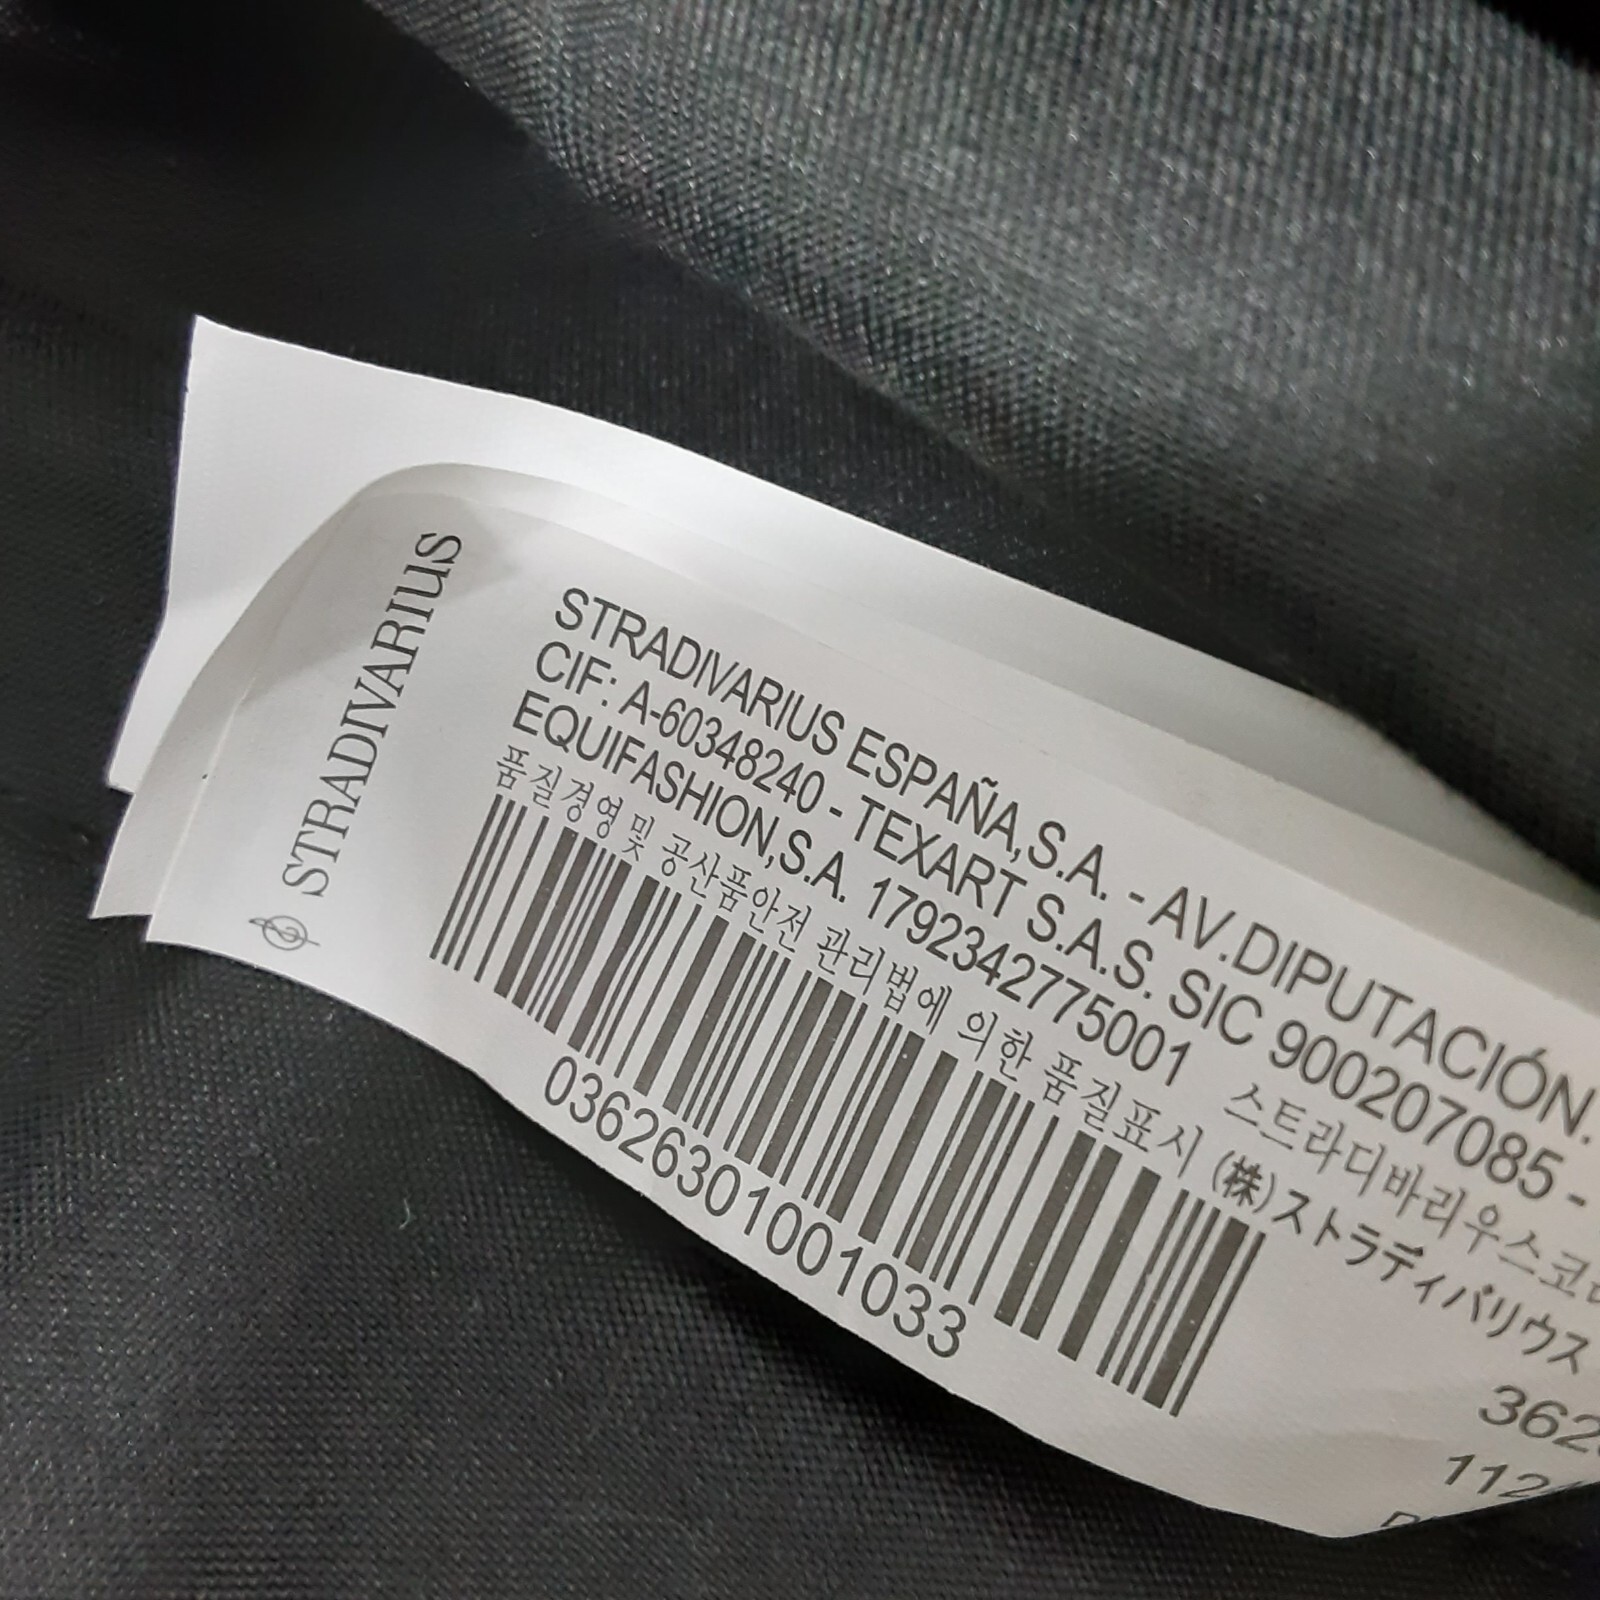 STRADIVARIUS
STRADIVARIUS ESPAÑA,S.A. - AV.DIPUTACIÓN.
CIF: A-60348240 - TEXART S.A.S. SIC 900207085 -
EQUIFASHION,S.A. 1792342775001 스트라디바리우스코
품질경영 및 공산품안전 관리법에 의한 품질표시 (株)ストラディバリウス
03626301001033
362
112